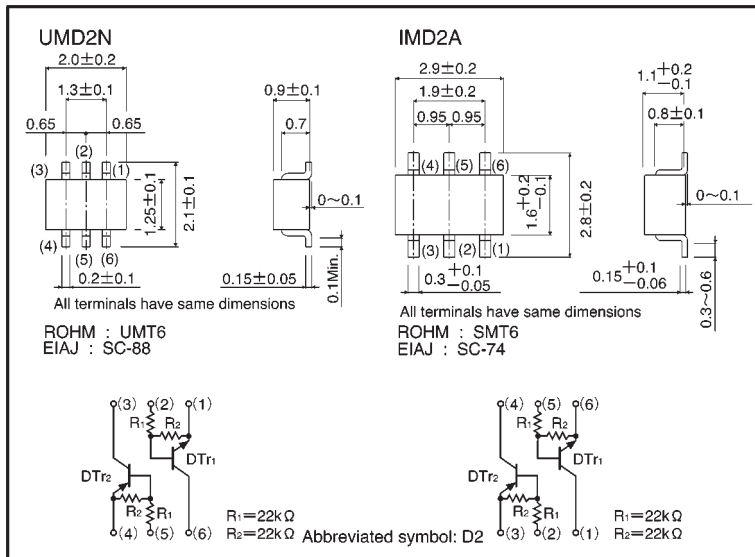 UMD2N
2.0±0.2
1.3±0.1
0.65
0.65
(2)
(3)
(1)
1.25±0.1
2.1±0.1
(4)
(5)
(6)
0.2±0.1
0.9±0.1
0.7
0~0.1
0.15±0.05
0.1Min.
All terminals have same dimensions
ROHM : UMT6
EIAJ : SC-88
IMD2A
2.9±0.2
1.9±0.2
0.95
0.95
(4)
(5)
(6)
1.6+0.2
−0.1
2.8±0.2
(3)
(2)
(1)
0.3+0.1
−0.05
1.1+0.2
−0.1
0.8±0.1
0~0.1
0.15+0.1
−0.06
0.3~0.6
All terminals have same dimensions
ROHM : SMT6
EIAJ : SC-74
(3)
(2)
(1)
R1
R2
DTr1
DTr2
R2
R1
(4)
(5)
(6)
R1=22kΩ
R2=22kΩ
Abbreviated symbol: D2
(4)
(5)
(6)
R1
R2
DTr1
DTr2
R2
R1
(3)
(2)
(1)
R1=22kΩ
R2=22kΩ